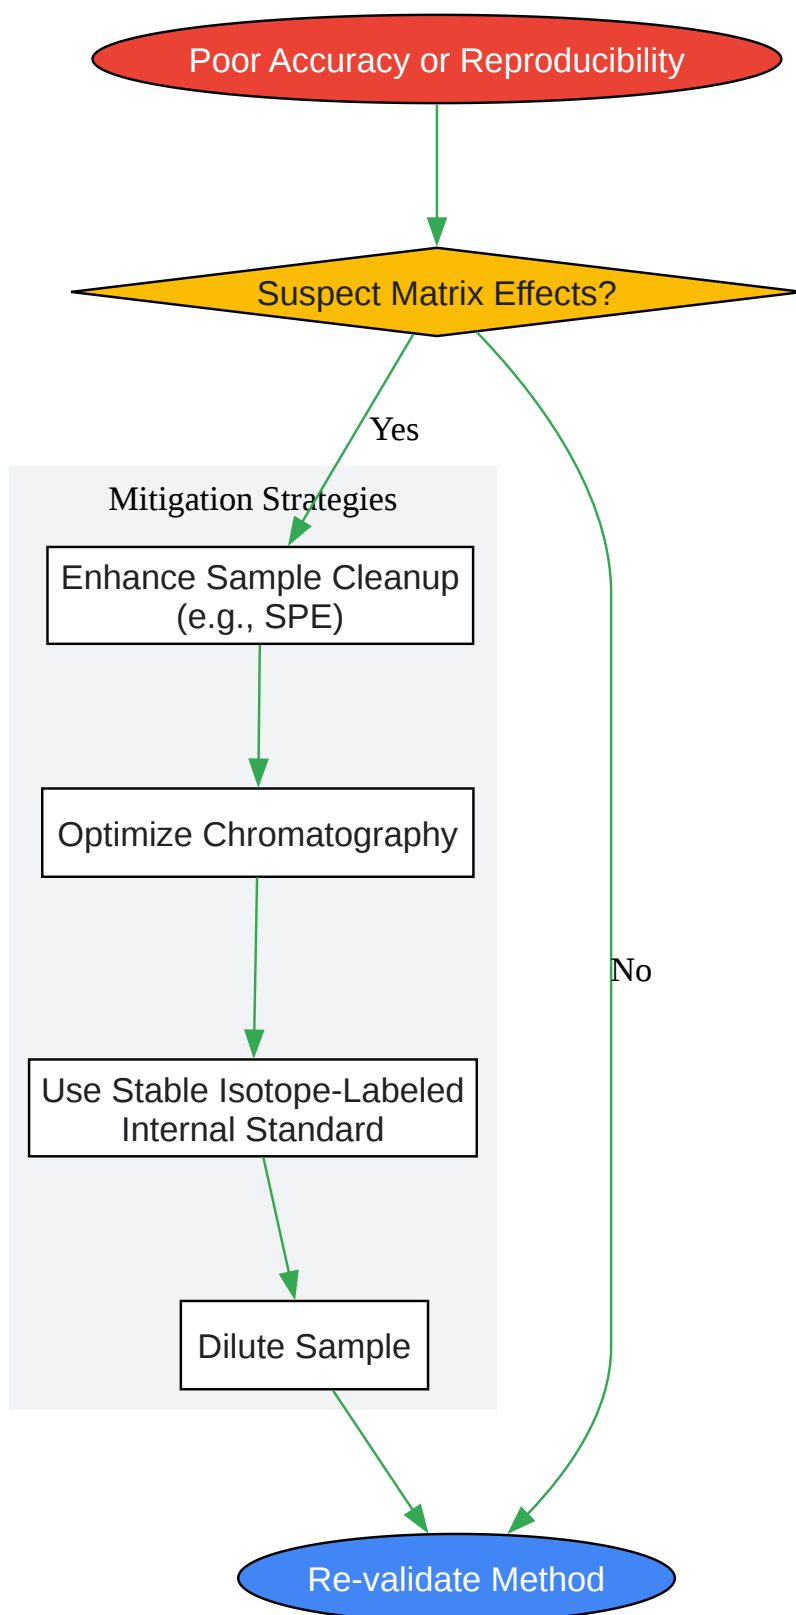 Poor Accuracy or Reproducibility
Suspect Matrix Effects?
Yes
Mitigation Strategies
Enhance Sample Cleanup
(e.g., SPE)
Optimize Chromatography
No
Use Stable Isotope-Labeled
Internal Standard
Dilute Sample
Re-validate Method